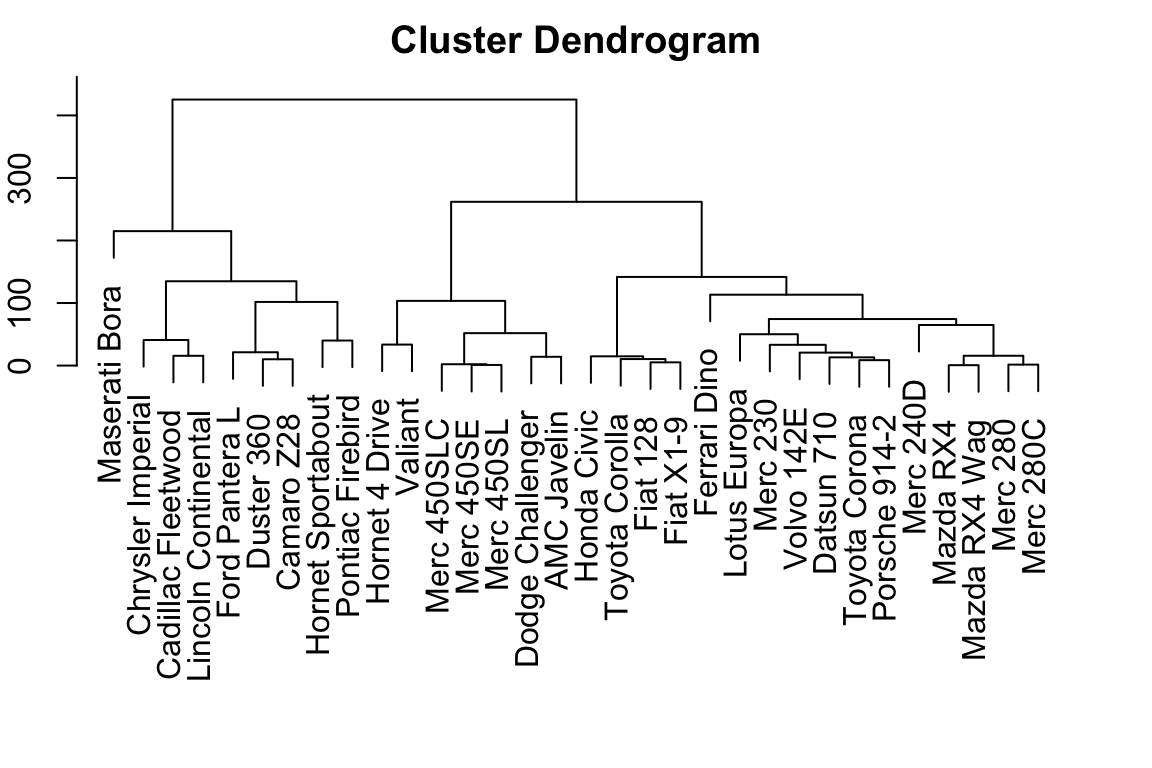 Cluster Dendrogram
300
100
0
Maserati Bora
Chrysler Imperial
Cadillac Fleetwood
Lincoln Continental
Ford Pantera L
Duster 360
Camaro Z28
Hornet Sportabout
Pontiac Firebird
Hornet 4 Drive
Valiant
Merc 450SLC
Merc 450SE
Merc 450SL
Dodge Challenger
AMC Javelin
Honda Civic
Toyota Corolla
Fiat 128
Fiat X1-9
Ferrari Dino
Lotus Europa
Merc 230
Volvo 142E
Datsun 710
Toyota Corona
Porsche 914-2
Merc 240D
Mazda RX4
Mazda RX4 Wag
Merc 280
Merc 280C